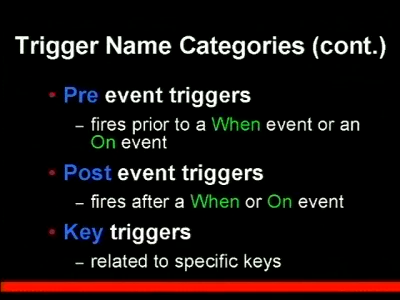 Trigger Name Categories (cont.)
• Pre event triggers
– fires prior to a When event or an
On event
• Post event triggers
– fires after a When or On event
• Key triggers
– related to specific keys